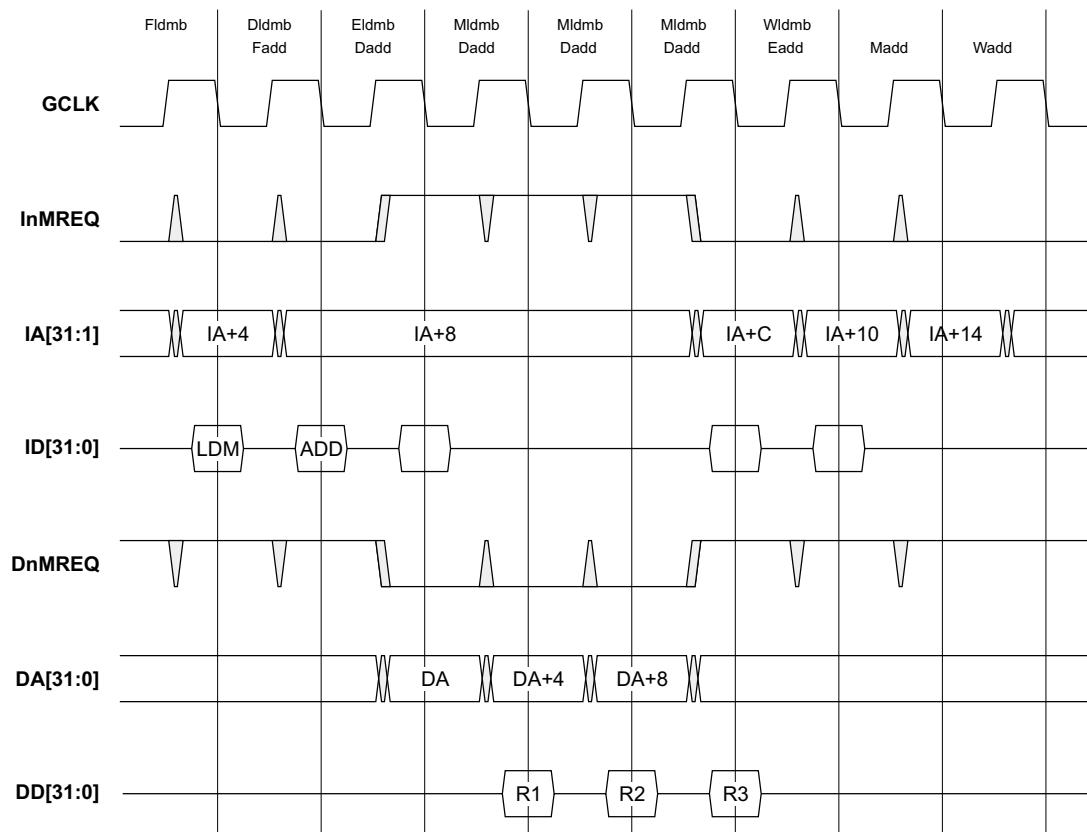 Fldmb Dldmb Eldmb Mldmb Mldmb Mldmb Wldmb
Fadd Dadd Dadd Dadd Dadd Eadd Madd Wadd
GCLK
InMREQ
IA[31:1] IA+4 IA+8 IA+C IA+10 IA+14
ID[31:0] LDM ADD
DnMREQ
DA[31:0] DA DA+4 DA+8
DD[31:0] R1 R2 R3